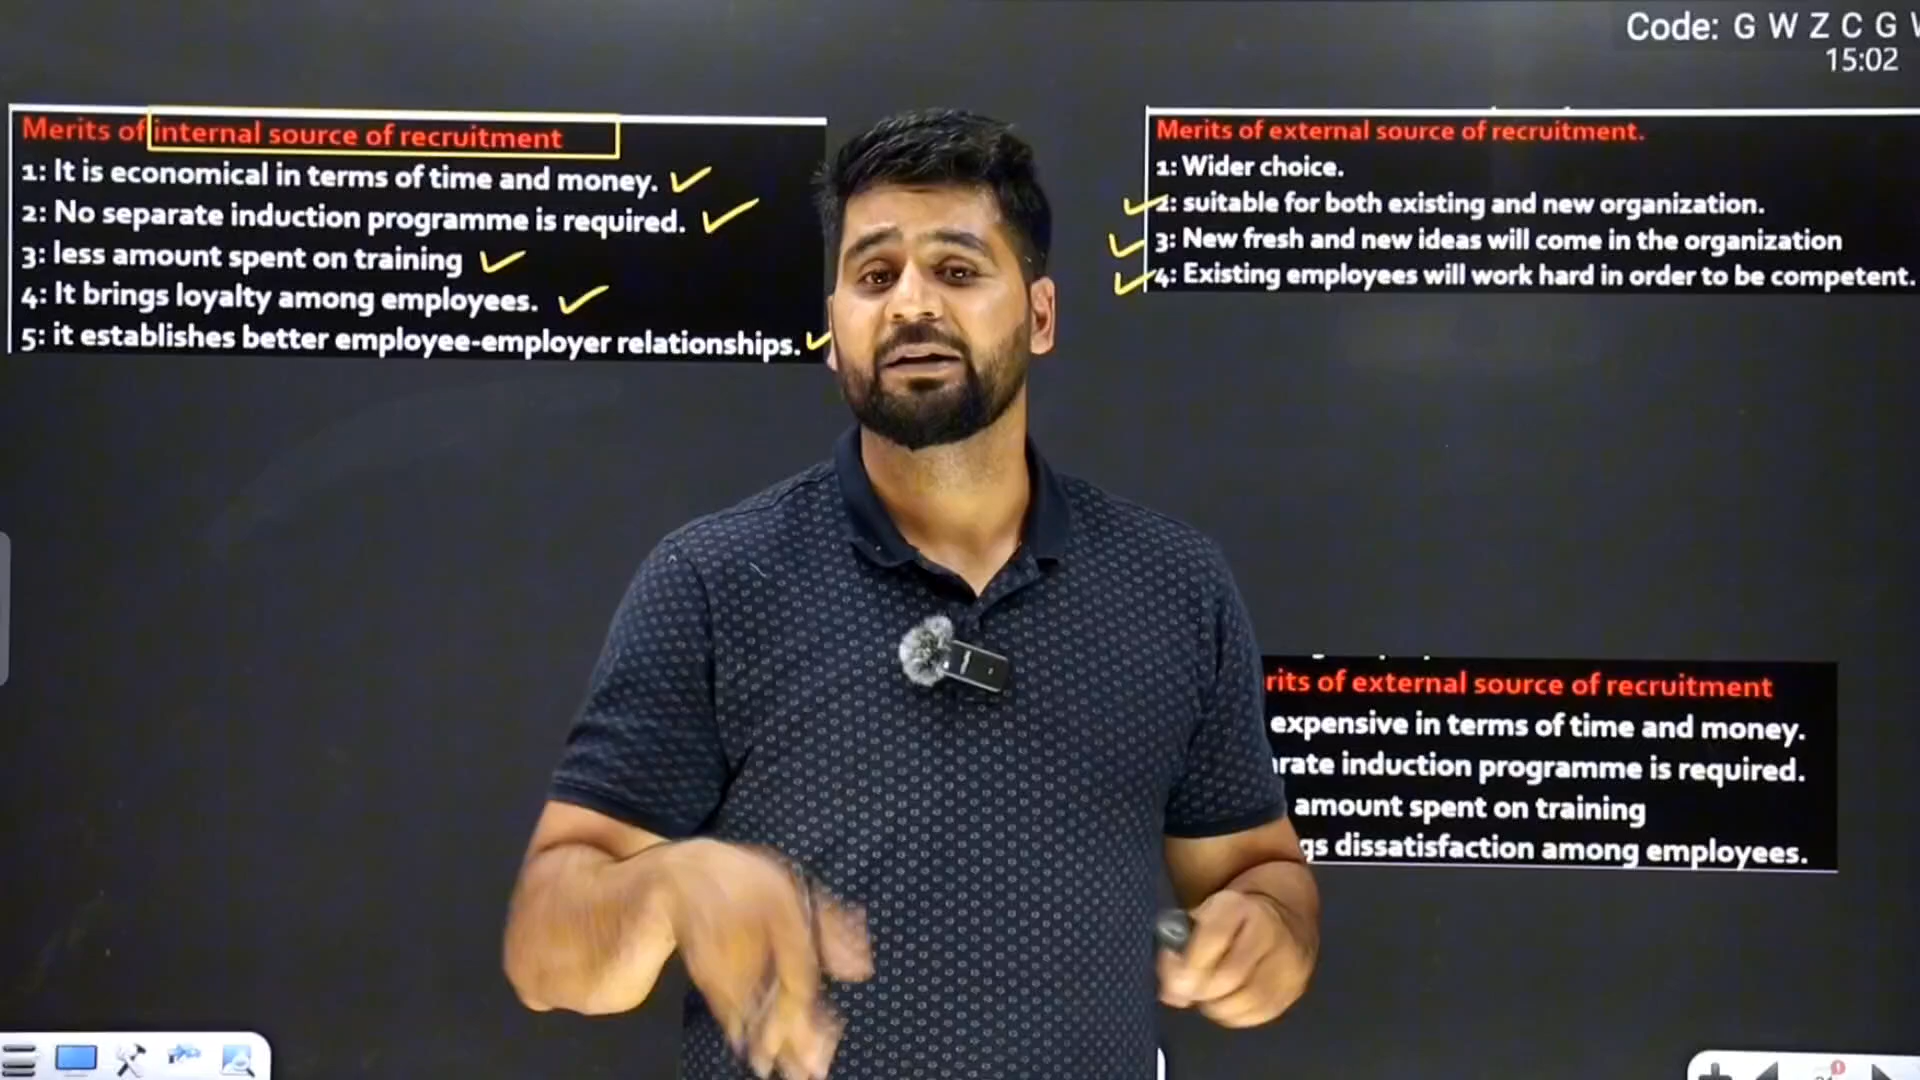 Code: G W Z C G
15:02
Merits of internal source of recruitment
1: It is economical in terms of time and money.
2: No separate induction programme is required.
3: less amount spent on training
4: It brings loyalty among employees.
5: it establishes better employee-employer relationships.
Merits of external source of recruitment.
1: Wider choice.
2: suitable for both existing and new organization.
3: New fresh and new ideas will come in the organization
4: Existing employees will work hard in order to be competent.
rits of external source of recruitment
expensive in terms of time and money.
rate induction programme is required.
amount spent on training
gs dissatisfaction among employees.